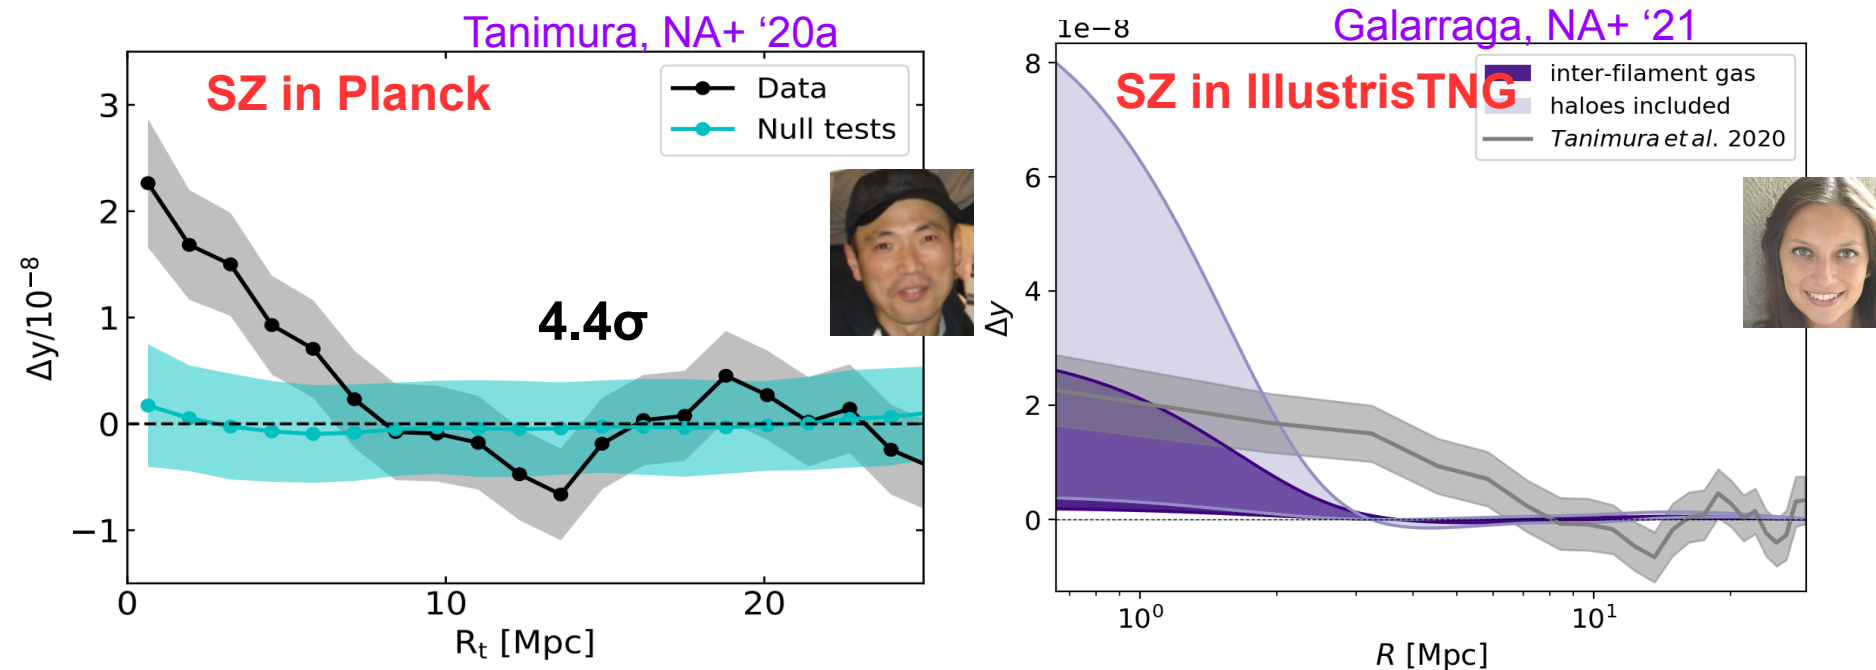 Tanimura, NA+ ‘20a
SZ in Planck
Data
Null tests
4.4σ
3
2
1
0
−1
Δy/10⁻⁸
0
10
20
Rₜ [Mpc]
Galarraga, NA+ ‘21
1e−8
SZ in IllustrisTNG
inter-filament gas
haloes included
Tanimura et al. 2020
8
6
4
2
0
Δy
10⁰
10¹
R [Mpc]